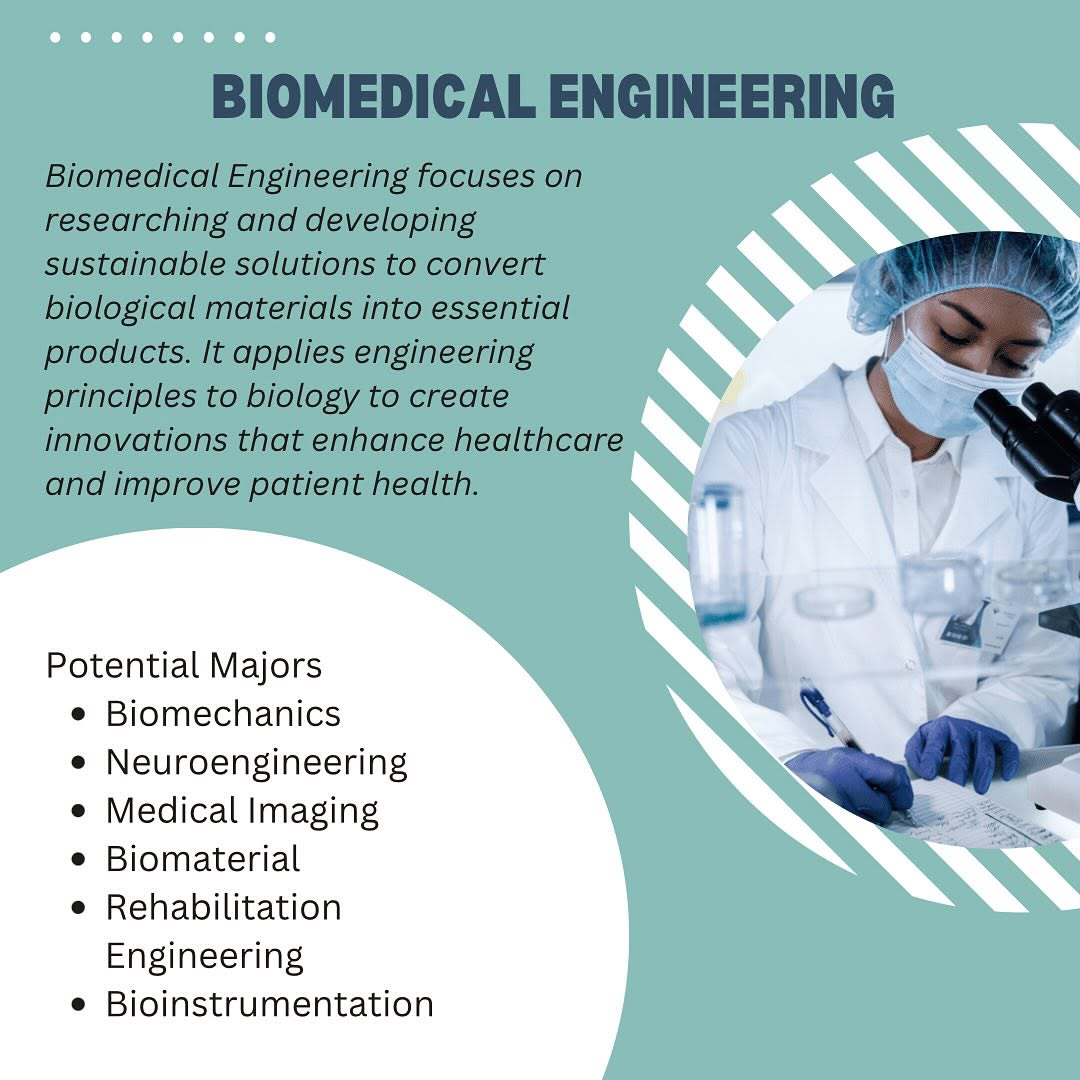 BIOMEDICAL ENGINEERING
Biomedical Engineering focuses on
researching and developing
sustainable solutions to convert
biological materials into essential
products. It applies engineering
principles to biology to create
innovations that enhance healthcare
and improve patient health.
Potential Majors
• Biomechanics
• Neuroengineering
• Medical Imaging
• Biomaterial
• Rehabilitation
Engineering
• Bioinstrumentation